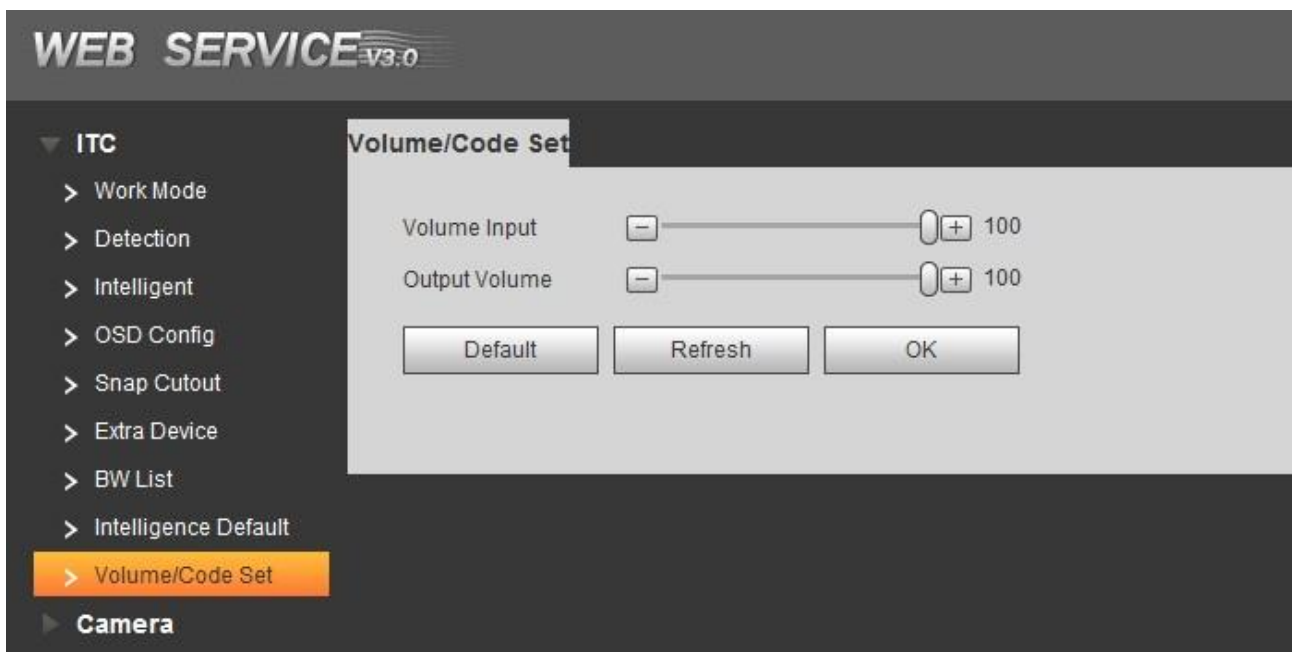 WEB SERVICE V3.0
ITC
Work Mode
Detection
Intelligent
OSD Config
Snap Cutout
Extra Device
BW List
Intelligence Default
Volume/Code Set
Camera
Volume/Code Set
Volume Input 100
Output Volume 100
Default Refresh OK